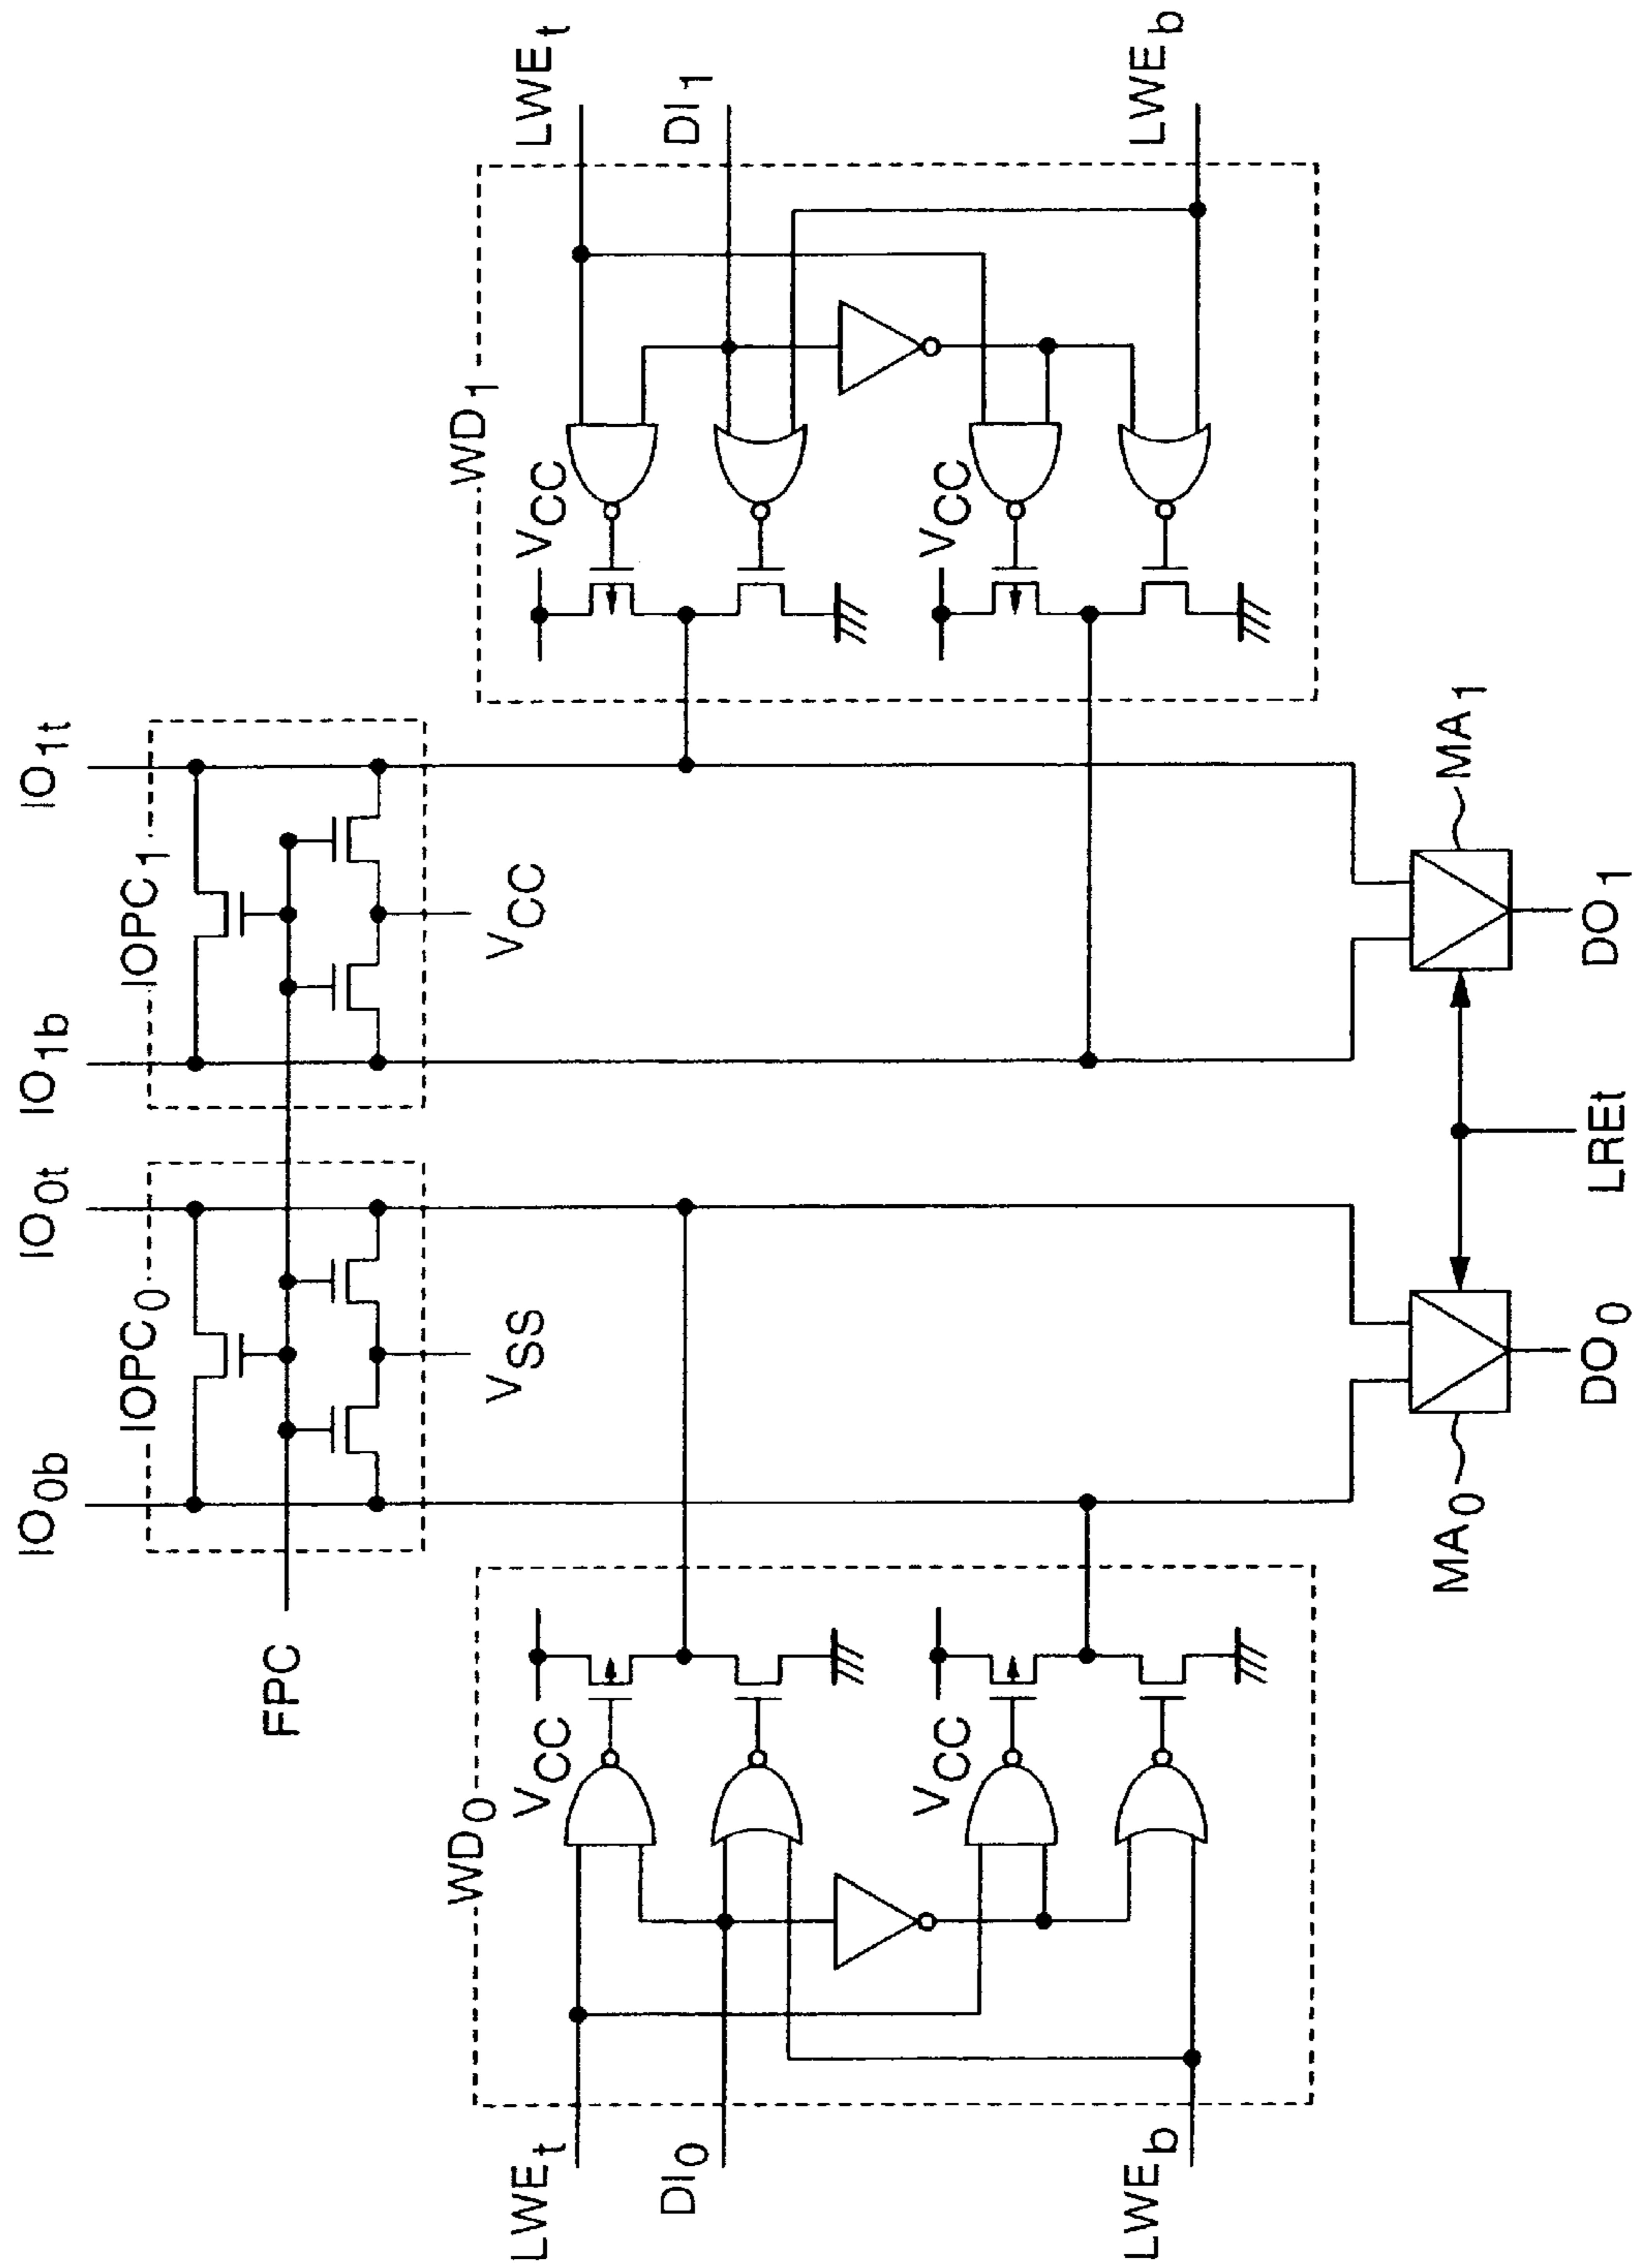 IO0b
IO0t
IO1b
IO1t
IOPC0
IOPC1
FPC
VSS
VCC
WD0
WD1
LWEt
VCC
VCC
LWEt
DI0
DI1
VCC
VCC
LWEb
LWEb
MA0
MA1
DO0
LREt
DO1